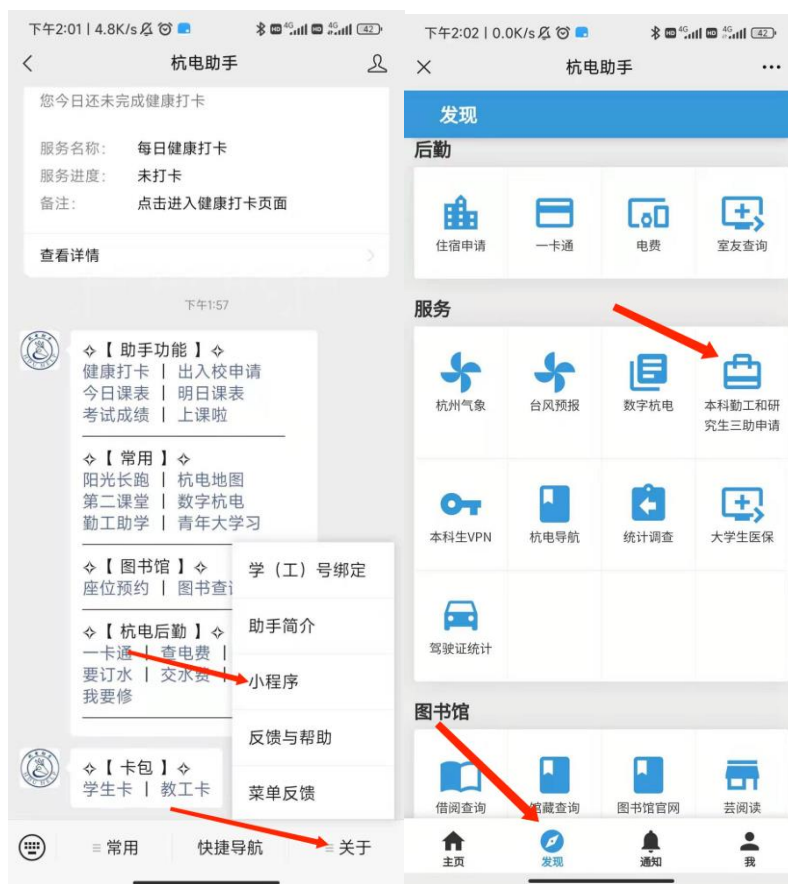 下午2:01 | 4.8K/s
4G
4G
42
杭电助手
您今日还未完成健康打卡
服务名称: 每日健康打卡
服务进度: 未打卡
备注: 点击进入健康打卡页面
查看详情
下午1:57
✧【 助手功能 】✧
健康打卡 | 出入校申请
今日课表 | 明日课表
考试成绩 | 上课啦
✧【 常用 】✧
阳光长跑 | 杭电地图
第二课堂 | 数字杭电
勤工助学 | 青年大学习
✧【 图书馆 】✧
座位预约 | 图书查
✧【 杭电后勤 】✧
一卡通 | 查电费 |
要订水 | 交水费 |
我要修
✧【 卡包 】✧
学生卡 | 教工卡
学（工）号绑定
助手简介
小程序
反馈与帮助
菜单反馈
常用 快捷导航 关于
下午2:02 | 0.0K/s
4G
4G
42
杭电助手
发现
后勤
住宿申请 一卡通 电费 室友查询
服务
杭州气象 台风预报 数字杭电 本科勤工和研
究生三助申请
本科生VPN 杭电导航 统计调查 大学生医保
驾驶证统计
图书馆
借阅查询 馆藏查询 图书馆官网 芸阅读
主页 发现 通知 我